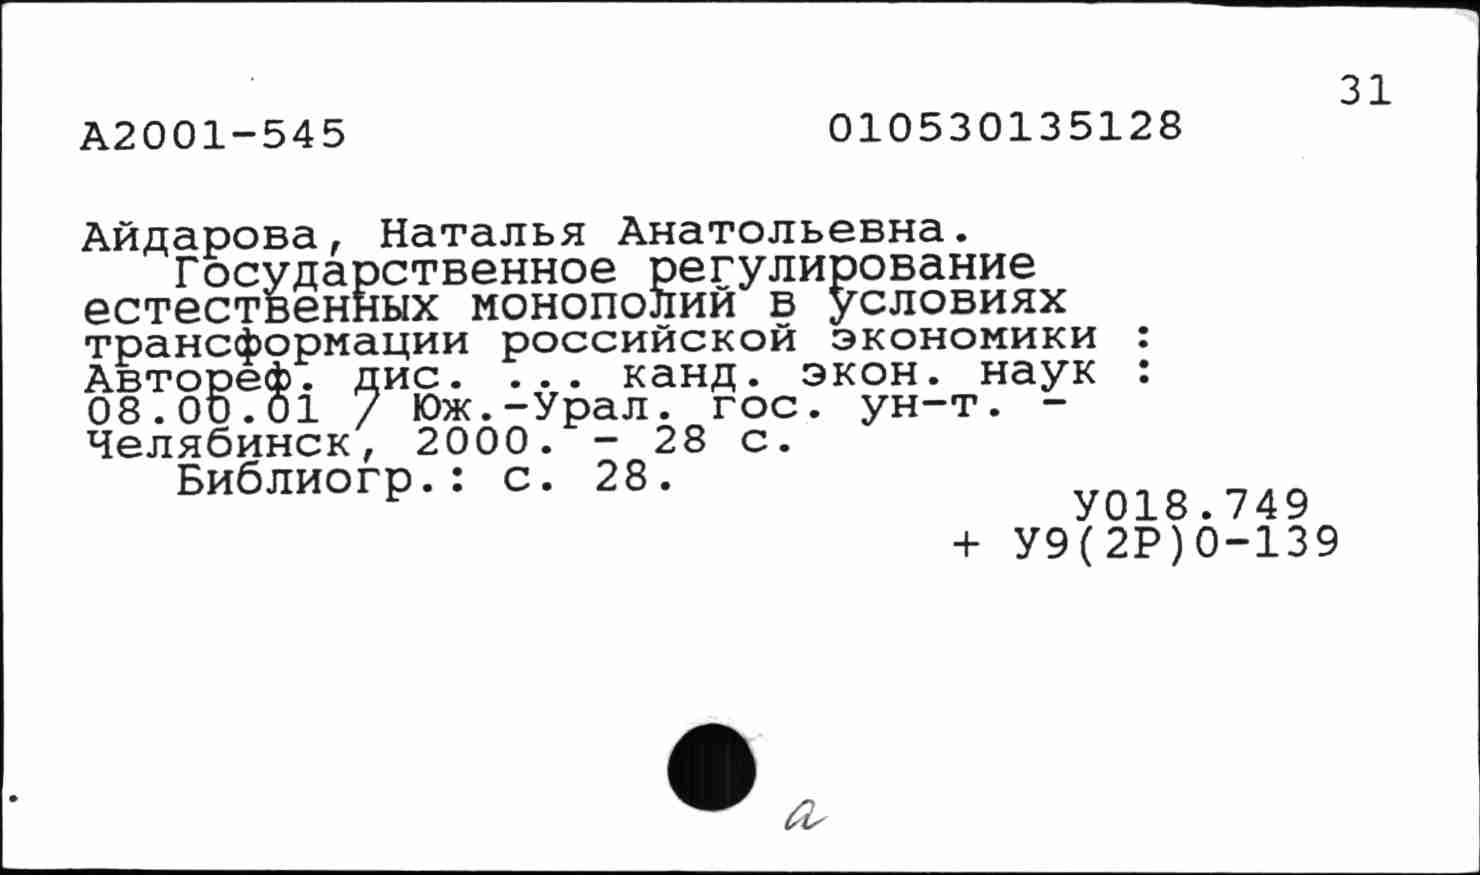 31
А2001-545 010530135128
Айдарова, Наталья Анатольевна.
Государственное регулирование
естественных монополий в условиях
трансформации российской экономики :
Автореф. дис. ... канд. экон. наук :
08.00.01 / Юж.-Урал. гос. ун-т. -
Челябинск, 2000. - 28 с.
Библиогр.: с. 28.
У018.749
+ У9(2Р)0-139
а